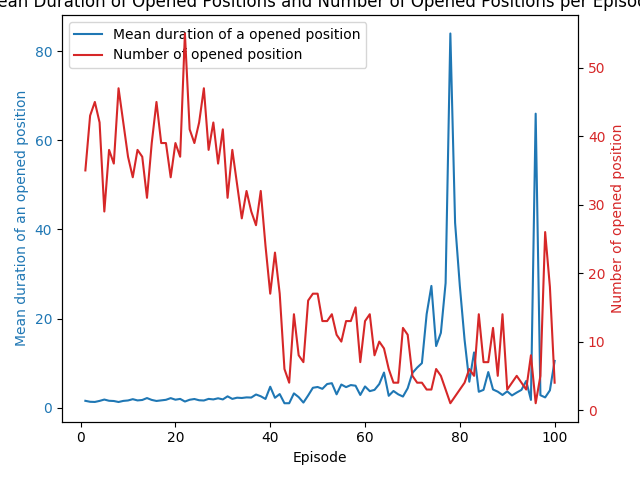 ean Duration of Opened Positions and Number of Opened Positions per Episo
Mean duration of a opened position
Number of opened position
Mean duration of an opened position
80
60
40
20
0
Number of opened position
50
40
30
20
10
0
0 20 40 60 80 100
Episode